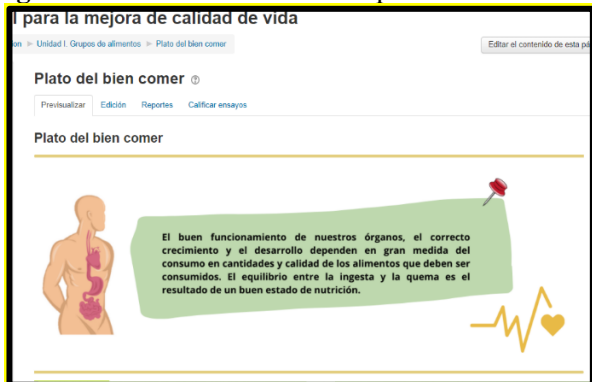 l para la mejora de calidad de vida
ion ► Unidad I. Grupos de alimentos ► Plato del bien comer
Editar el contenido de esta pá
Plato del bien comer
Previsualizar Edición Reportes Calificar ensayos
Plato del bien comer
El buen funcionamiento de nuestros órganos, el correcto
crecimiento y el desarrollo dependen en gran medida del
consumo en cantidades y calidad de los alimentos que deben ser
consumidos. El equilibrio entre la ingesta y la quema es el
resultado de un buen estado de nutrición.